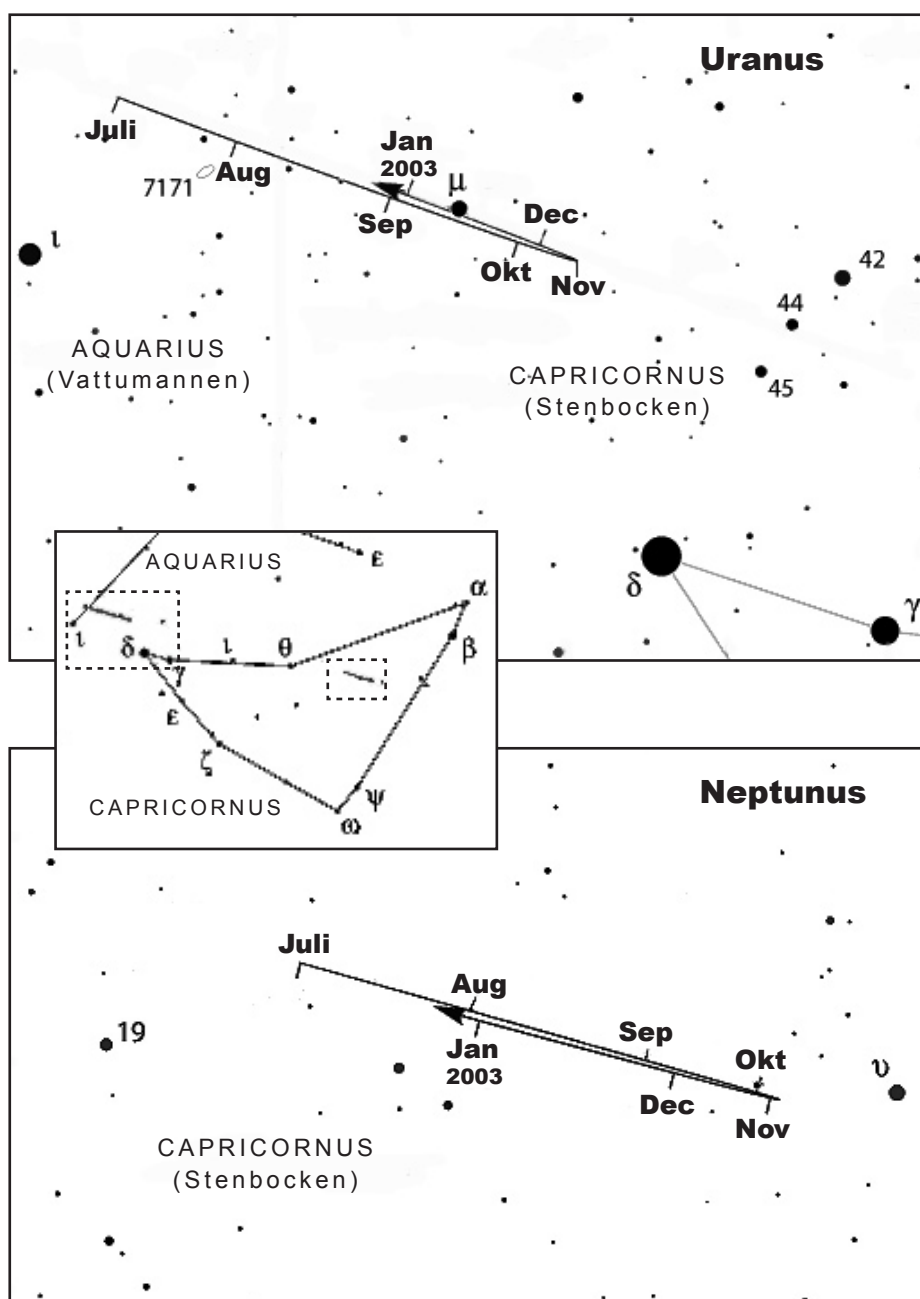 Uranus
Juli
Aug
7171
Jan
2003
μ
Sep
Dec
Okt
Nov
ι
42
44
45
AQUARIUS
(Vattumannen)
CAPRICORNUS
(Stenbocken)
δ
γ
AQUARIUS
ε
α
ι
δ
γ
ι
θ
β
ε
ζ
ψ
ω
CAPRICORNUS
Neptunus
Juli
Aug
19
Jan
2003
Sep
Okt
Dec
Nov
υ
CAPRICORNUS
(Stenbocken)